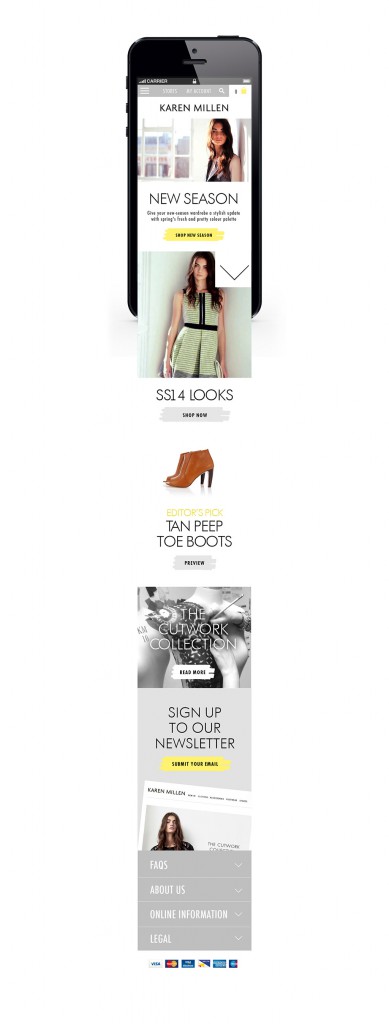 CARRIER
STORES MY ACCOUNT
KAREN MILLEN
NEW SEASON
Give your new-season wardrobe a stylish update
with spring's fresh and pretty colour palette
SHOP NEW SEASON
SS14 LOOKS
SHOP NOW
EDITOR'S PICK
TAN PEEP
TOE BOOTS
PREVIEW
THE
CUTWORK
COLLECTION
READ MORE
SIGN UP
TO OUR
NEWSLETTER
SUBMIT YOUR EMAIL
KAREN MILLEN
THE CUTWORK
FAQS
ABOUT US
ONLINE INFORMATION
LEGAL
VISA